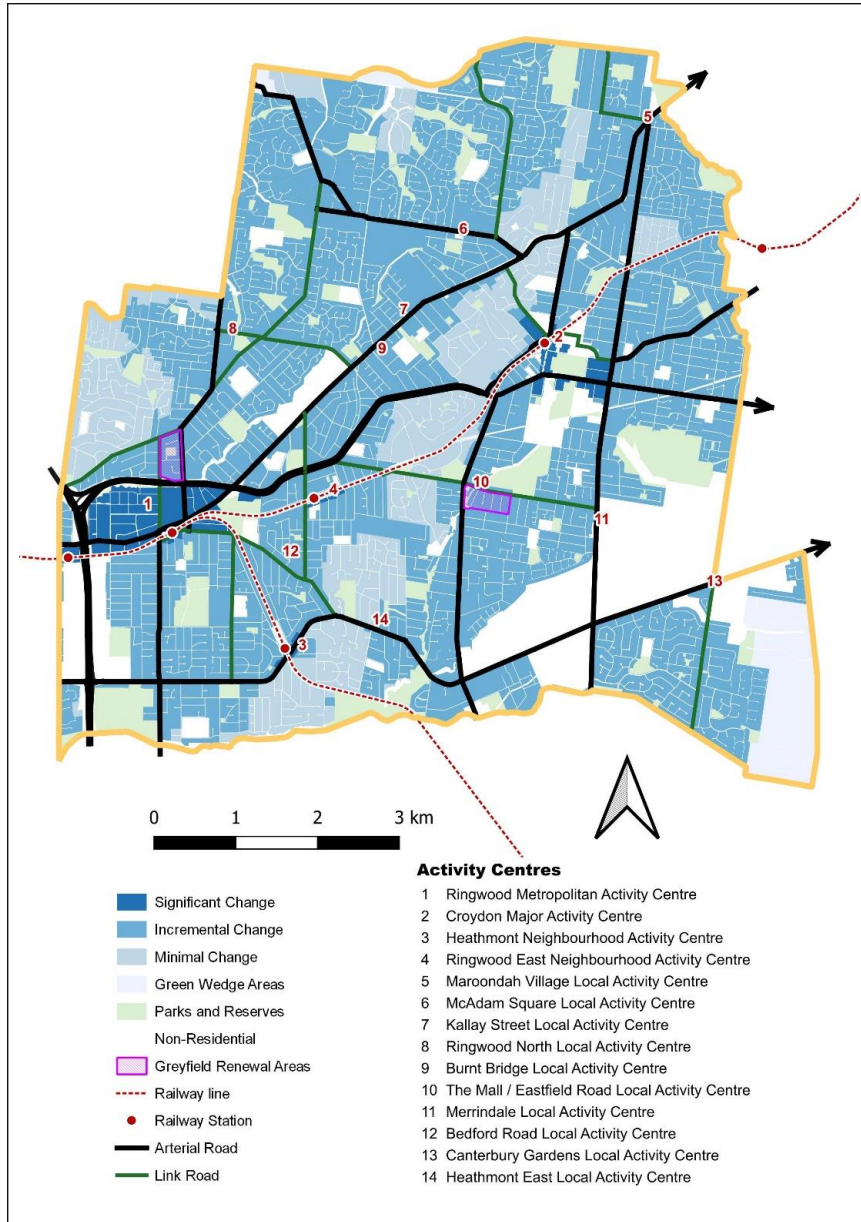 5
6
7
8
9
2
1
4
10
11
12
13
14
3
0 1 2 3 km
Significant Change
Incremental Change
Minimal Change
Green Wedge Areas
Parks and Reserves
Non-Residential
Greyfield Renewal Areas
Railway line
Railway Station
Arterial Road
Link Road
Activity Centres
1 Ringwood Metropolitan Activity Centre
2 Croydon Major Activity Centre
3 Heathmont Neighbourhood Activity Centre
4 Ringwood East Neighbourhood Activity Centre
5 Maroondah Village Local Activity Centre
6 McAdam Square Local Activity Centre
7 Kallay Street Local Activity Centre
8 Ringwood North Local Activity Centre
9 Burnt Bridge Local Activity Centre
10 The Mall / Eastfield Road Local Activity Centre
11 Merrindale Local Activity Centre
12 Bedford Road Local Activity Centre
13 Canterbury Gardens Local Activity Centre
14 Heathmont East Local Activity Centre